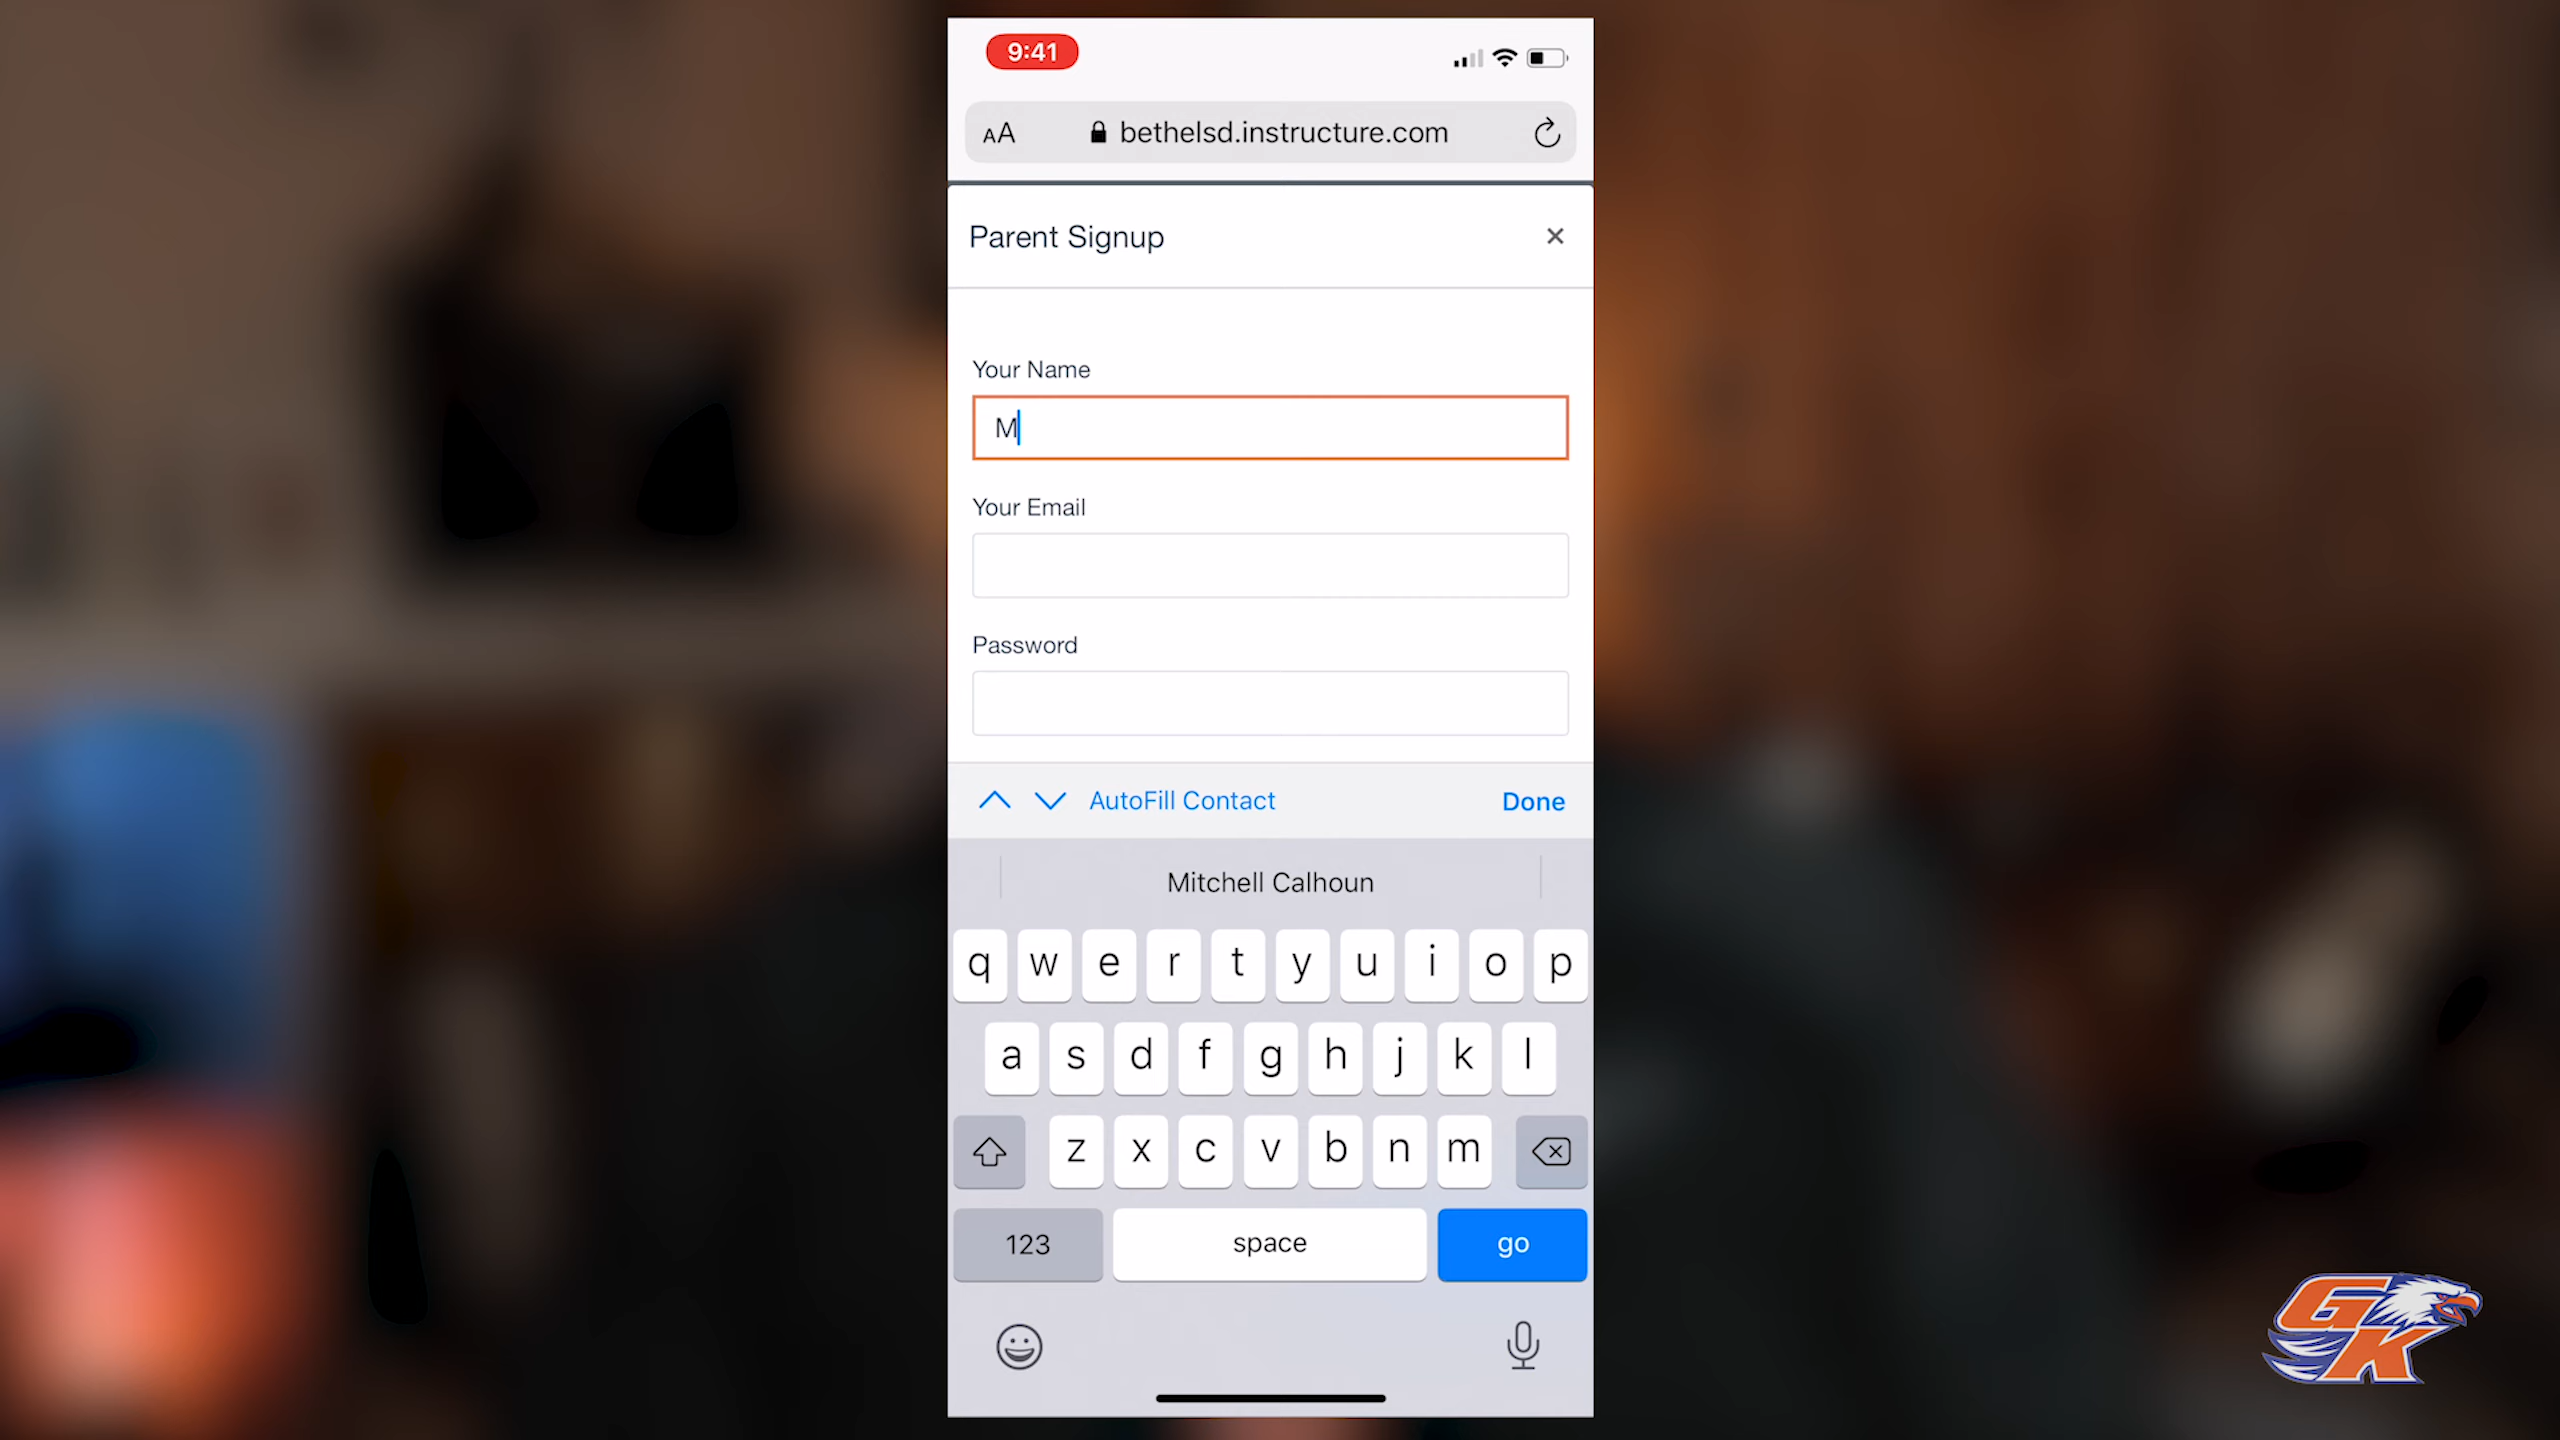 9:41
AA bethelsd.instructure.com
Parent Signup
Your Name
M
Your Email
Password
AutoFill Contact Done
Mitchell Calhoun
q w e r t y u i o p
a s d f g h j k l
z x c v b n m
123 space go
GK